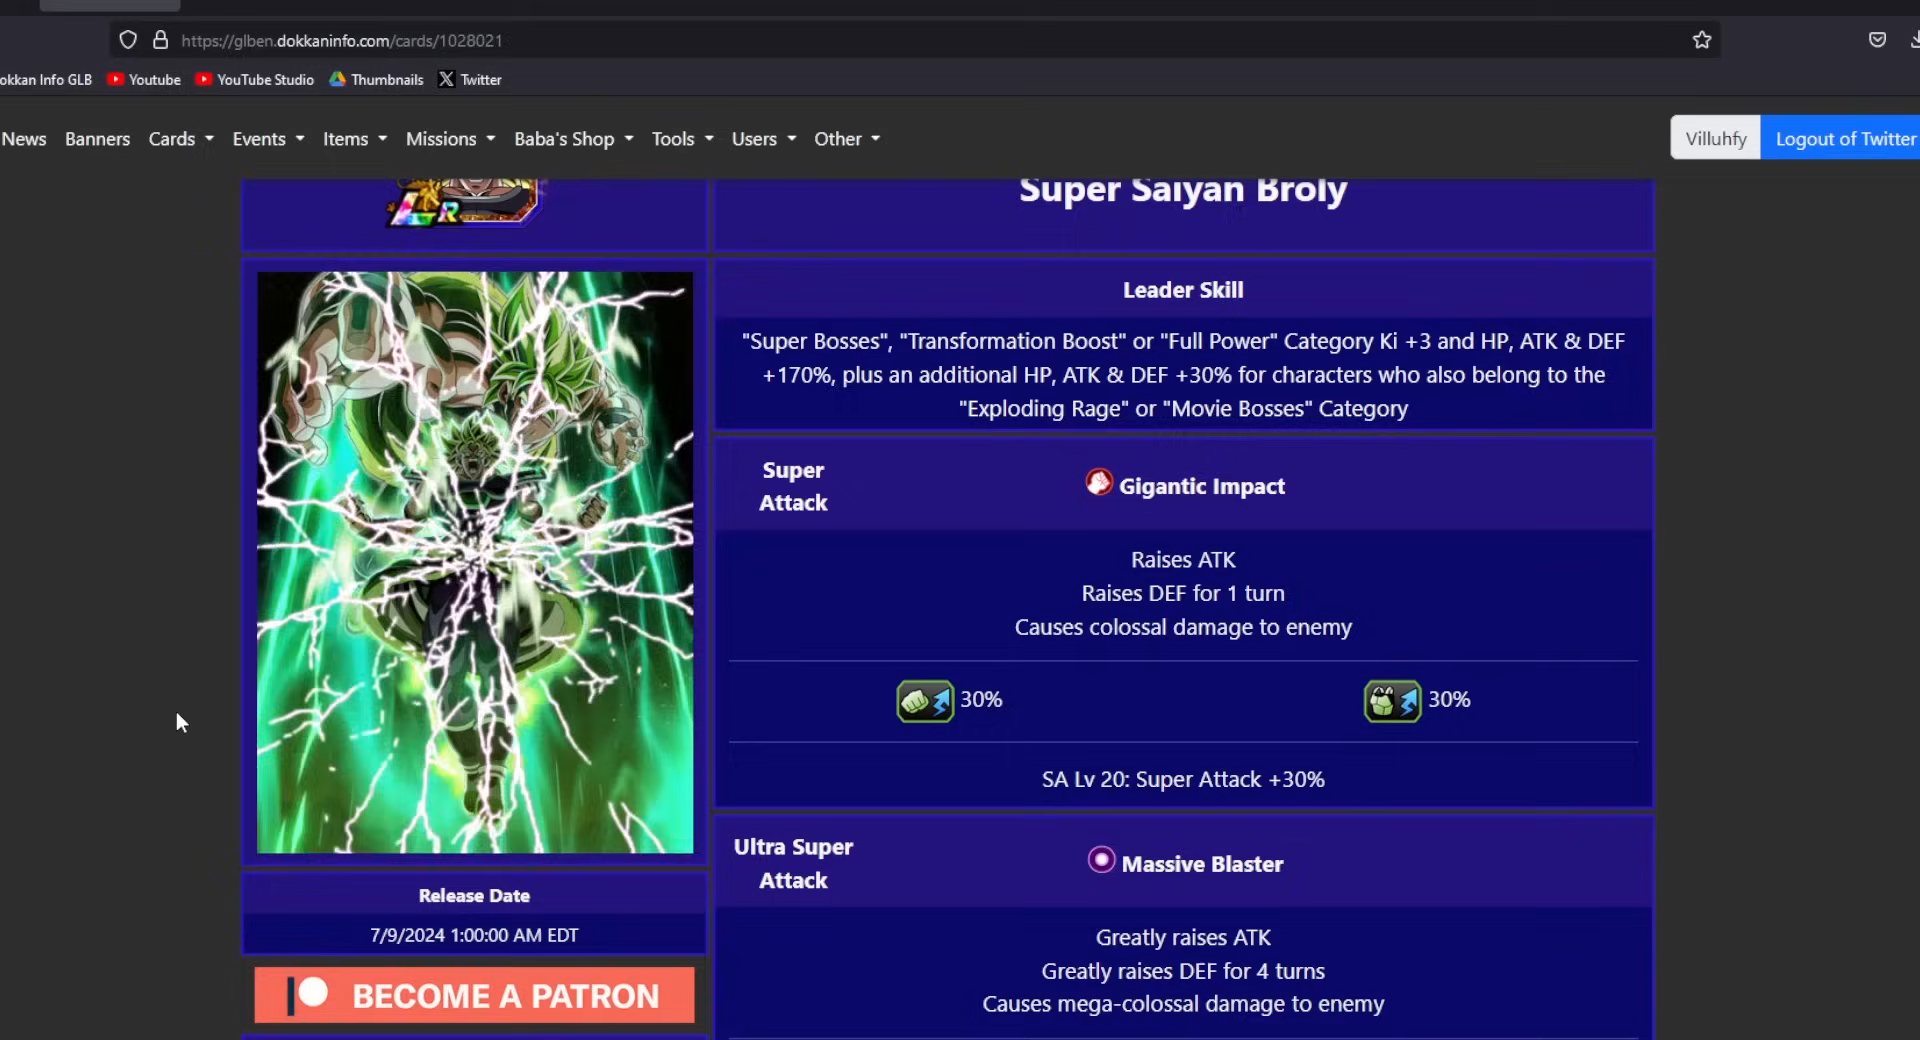 https://glben.dokkaninfo.com/cards/1028021
okkan Info GLB Youtube YouTube Studio Thumbnails Twitter
News Banners Cards Events Items Missions Baba's Shop Tools Users Other Villuhfy Logout of Twitter
LR
Super Saiyan Broly
Leader Skill
"Super Bosses", "Transformation Boost" or "Full Power" Category Ki +3 and HP, ATK & DEF
+170%, plus an additional HP, ATK & DEF +30% for characters who also belong to the
"Exploding Rage" or "Movie Bosses" Category
Super
Attack
Gigantic Impact
Raises ATK
Raises DEF for 1 turn
Causes colossal damage to enemy
30% 30%
SA Lv 20: Super Attack +30%
Ultra Super
Attack
Massive Blaster
Greatly raises ATK
Greatly raises DEF for 4 turns
Causes mega-colossal damage to enemy
Release Date
7/9/2024 1:00:00 AM EDT
BECOME A PATRON